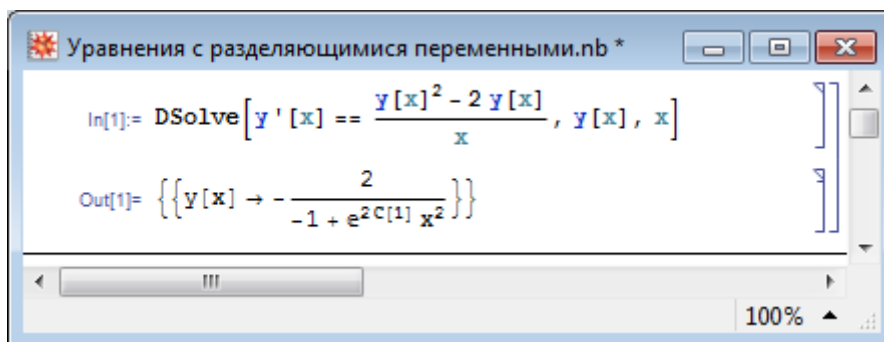 Уравнения с разделяющимися переменными.nb *
In[1]:= DSolve[y'[x] == (y[x]^2 - 2 y[x])/x, y[x], x]
Out[1]= {{y[x] → -2/(-1 + e^(2 C[1]) x^2)}}
100%